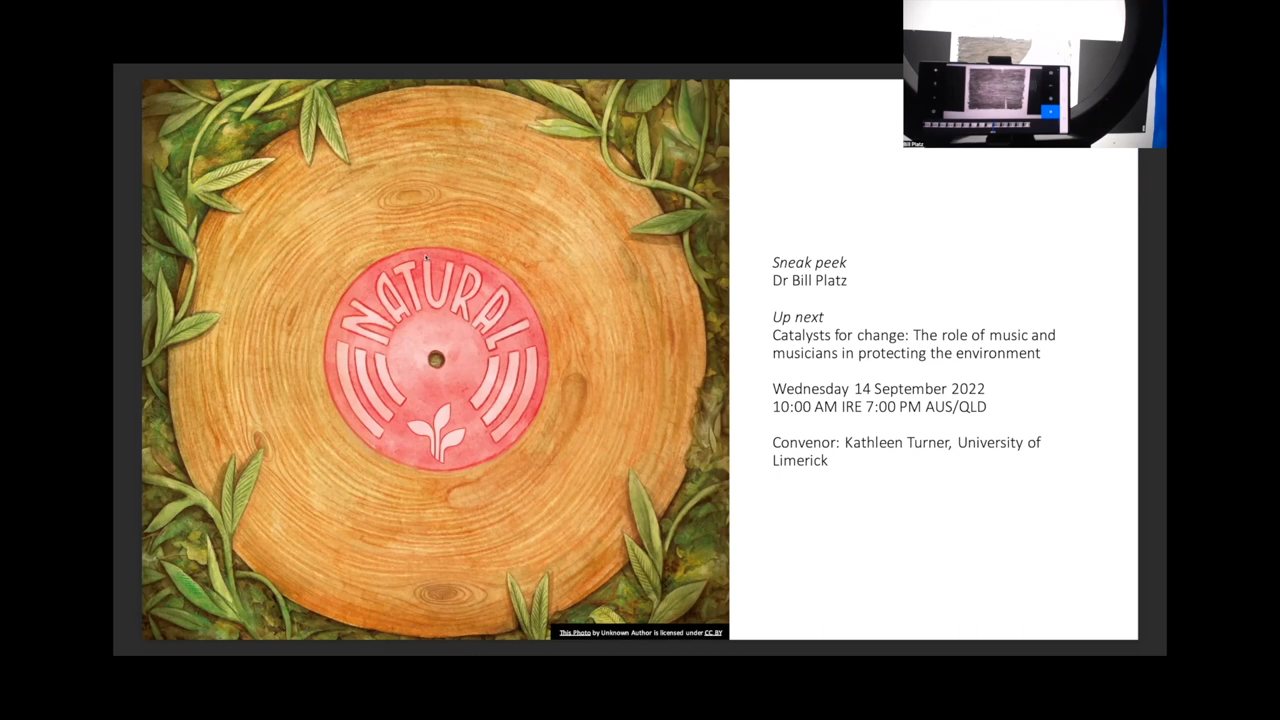 Bill Platz
NATURAL
Sneak peek
Dr Bill Platz
Up next
Catalysts for change: The role of music and
musicians in protecting the environment
Wednesday 14 September 2022
10:00 AM IRE 7:00 PM AUS/QLD
Convenor: Kathleen Turner, University of
Limerick
This Photo by Unknown Author is licensed under CC BY